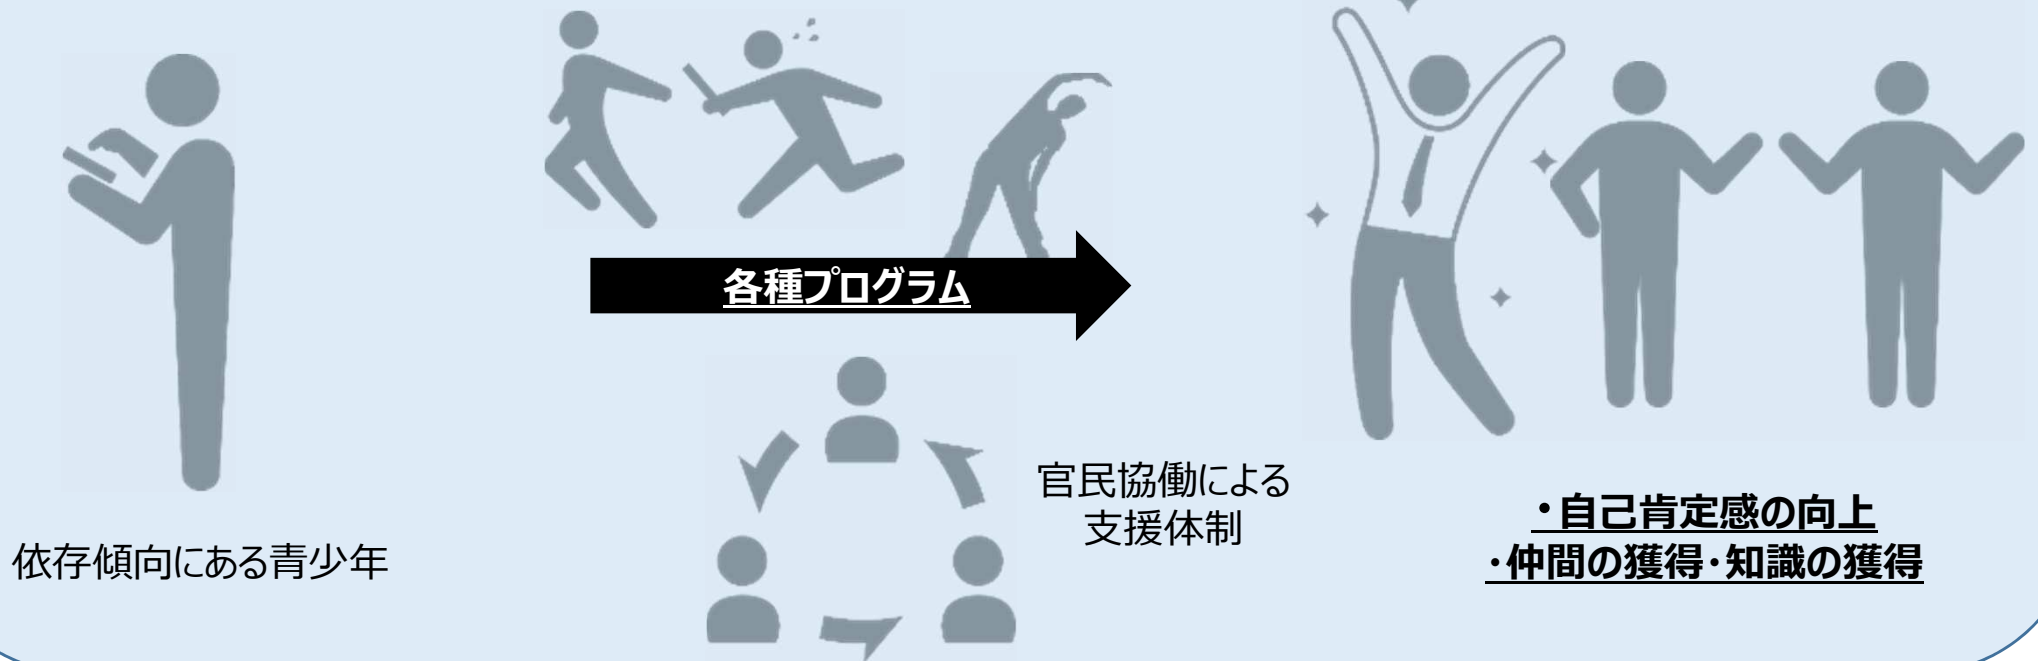 各種プログラム
官民協働による
支援体制
依存傾向にある青少年
・自己肯定感の向上
・仲間の獲得・知識の獲得